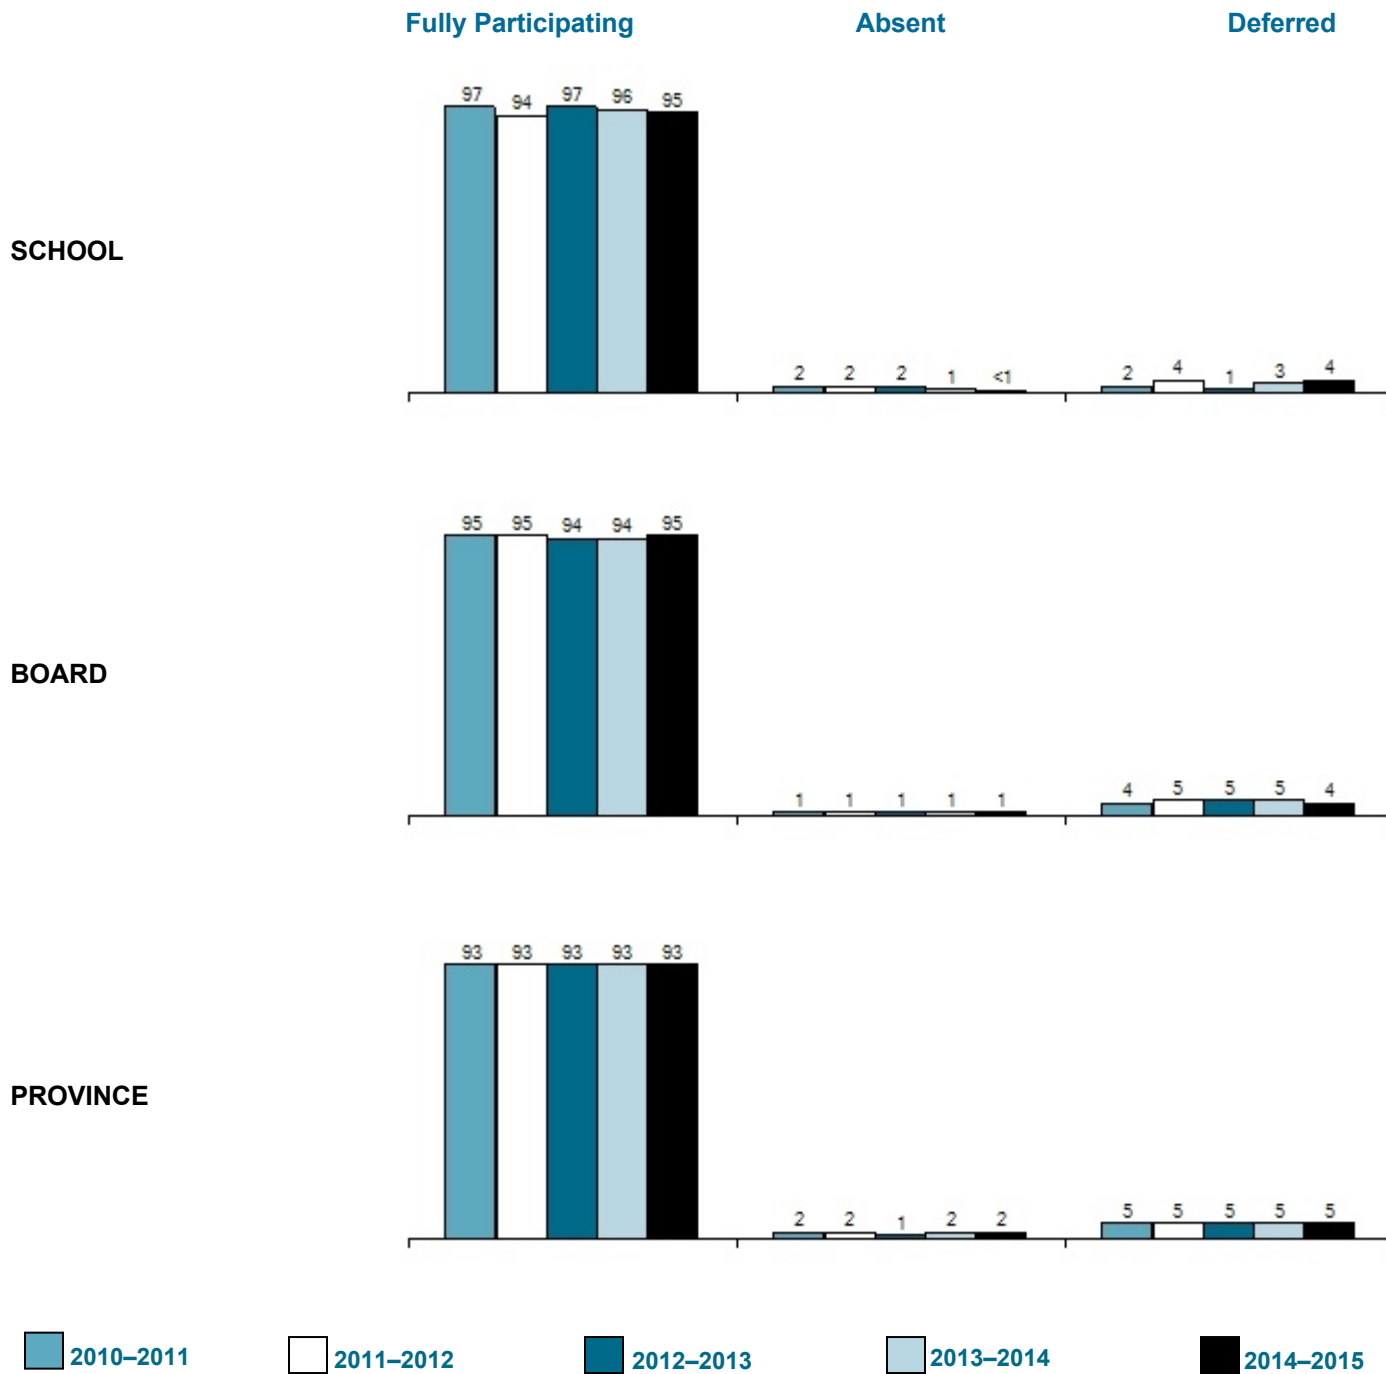 Fully Participating Absent Deferred
97 94 97 96 95
2 2 2 1 <1
2 4 1 3 4
SCHOOL
95 95 94 94 95
1 1 1 1 1
4 5 5 5 4
BOARD
93 93 93 93 93
2 2 1 2 2
5 5 5 5 5
PROVINCE
2010–2011 2011–2012 2012–2013 2013–2014 2014–2015